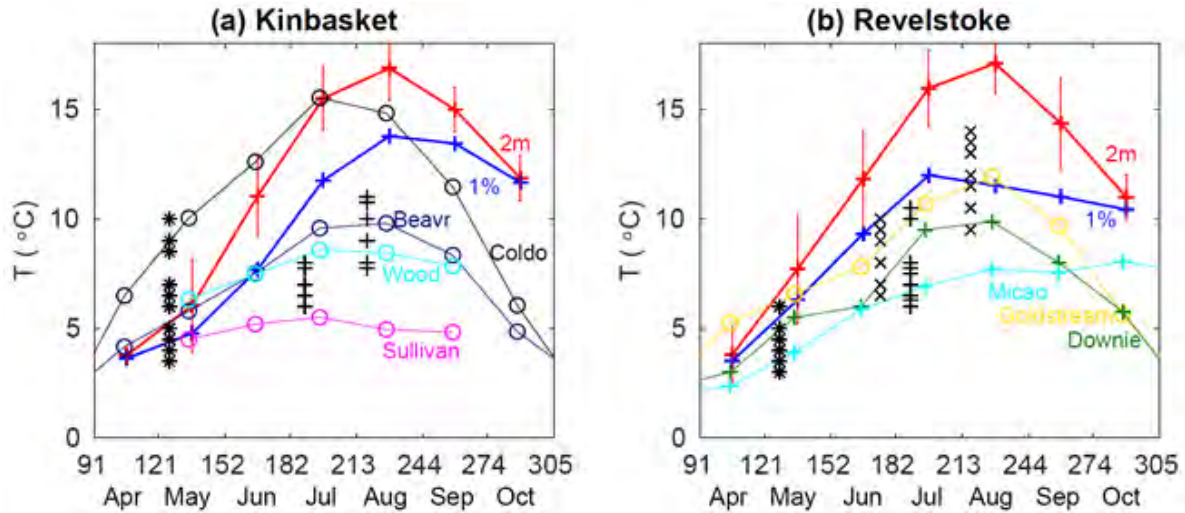 (a) Kinbasket
(b) Revelstoke
T ( °C)
15
10
5
0
2m
1%
Beavr
Coldo
Wood
Sullivan
91 121 152 182 213 244 274 305
Apr May Jun Jul Aug Sep Oct
T ( °C)
15
10
5
0
2m
1%
Micao
Goldstreamo
Downie
91 121 152 182 213 244 274 305
Apr May Jun Jul Aug Sep Oct